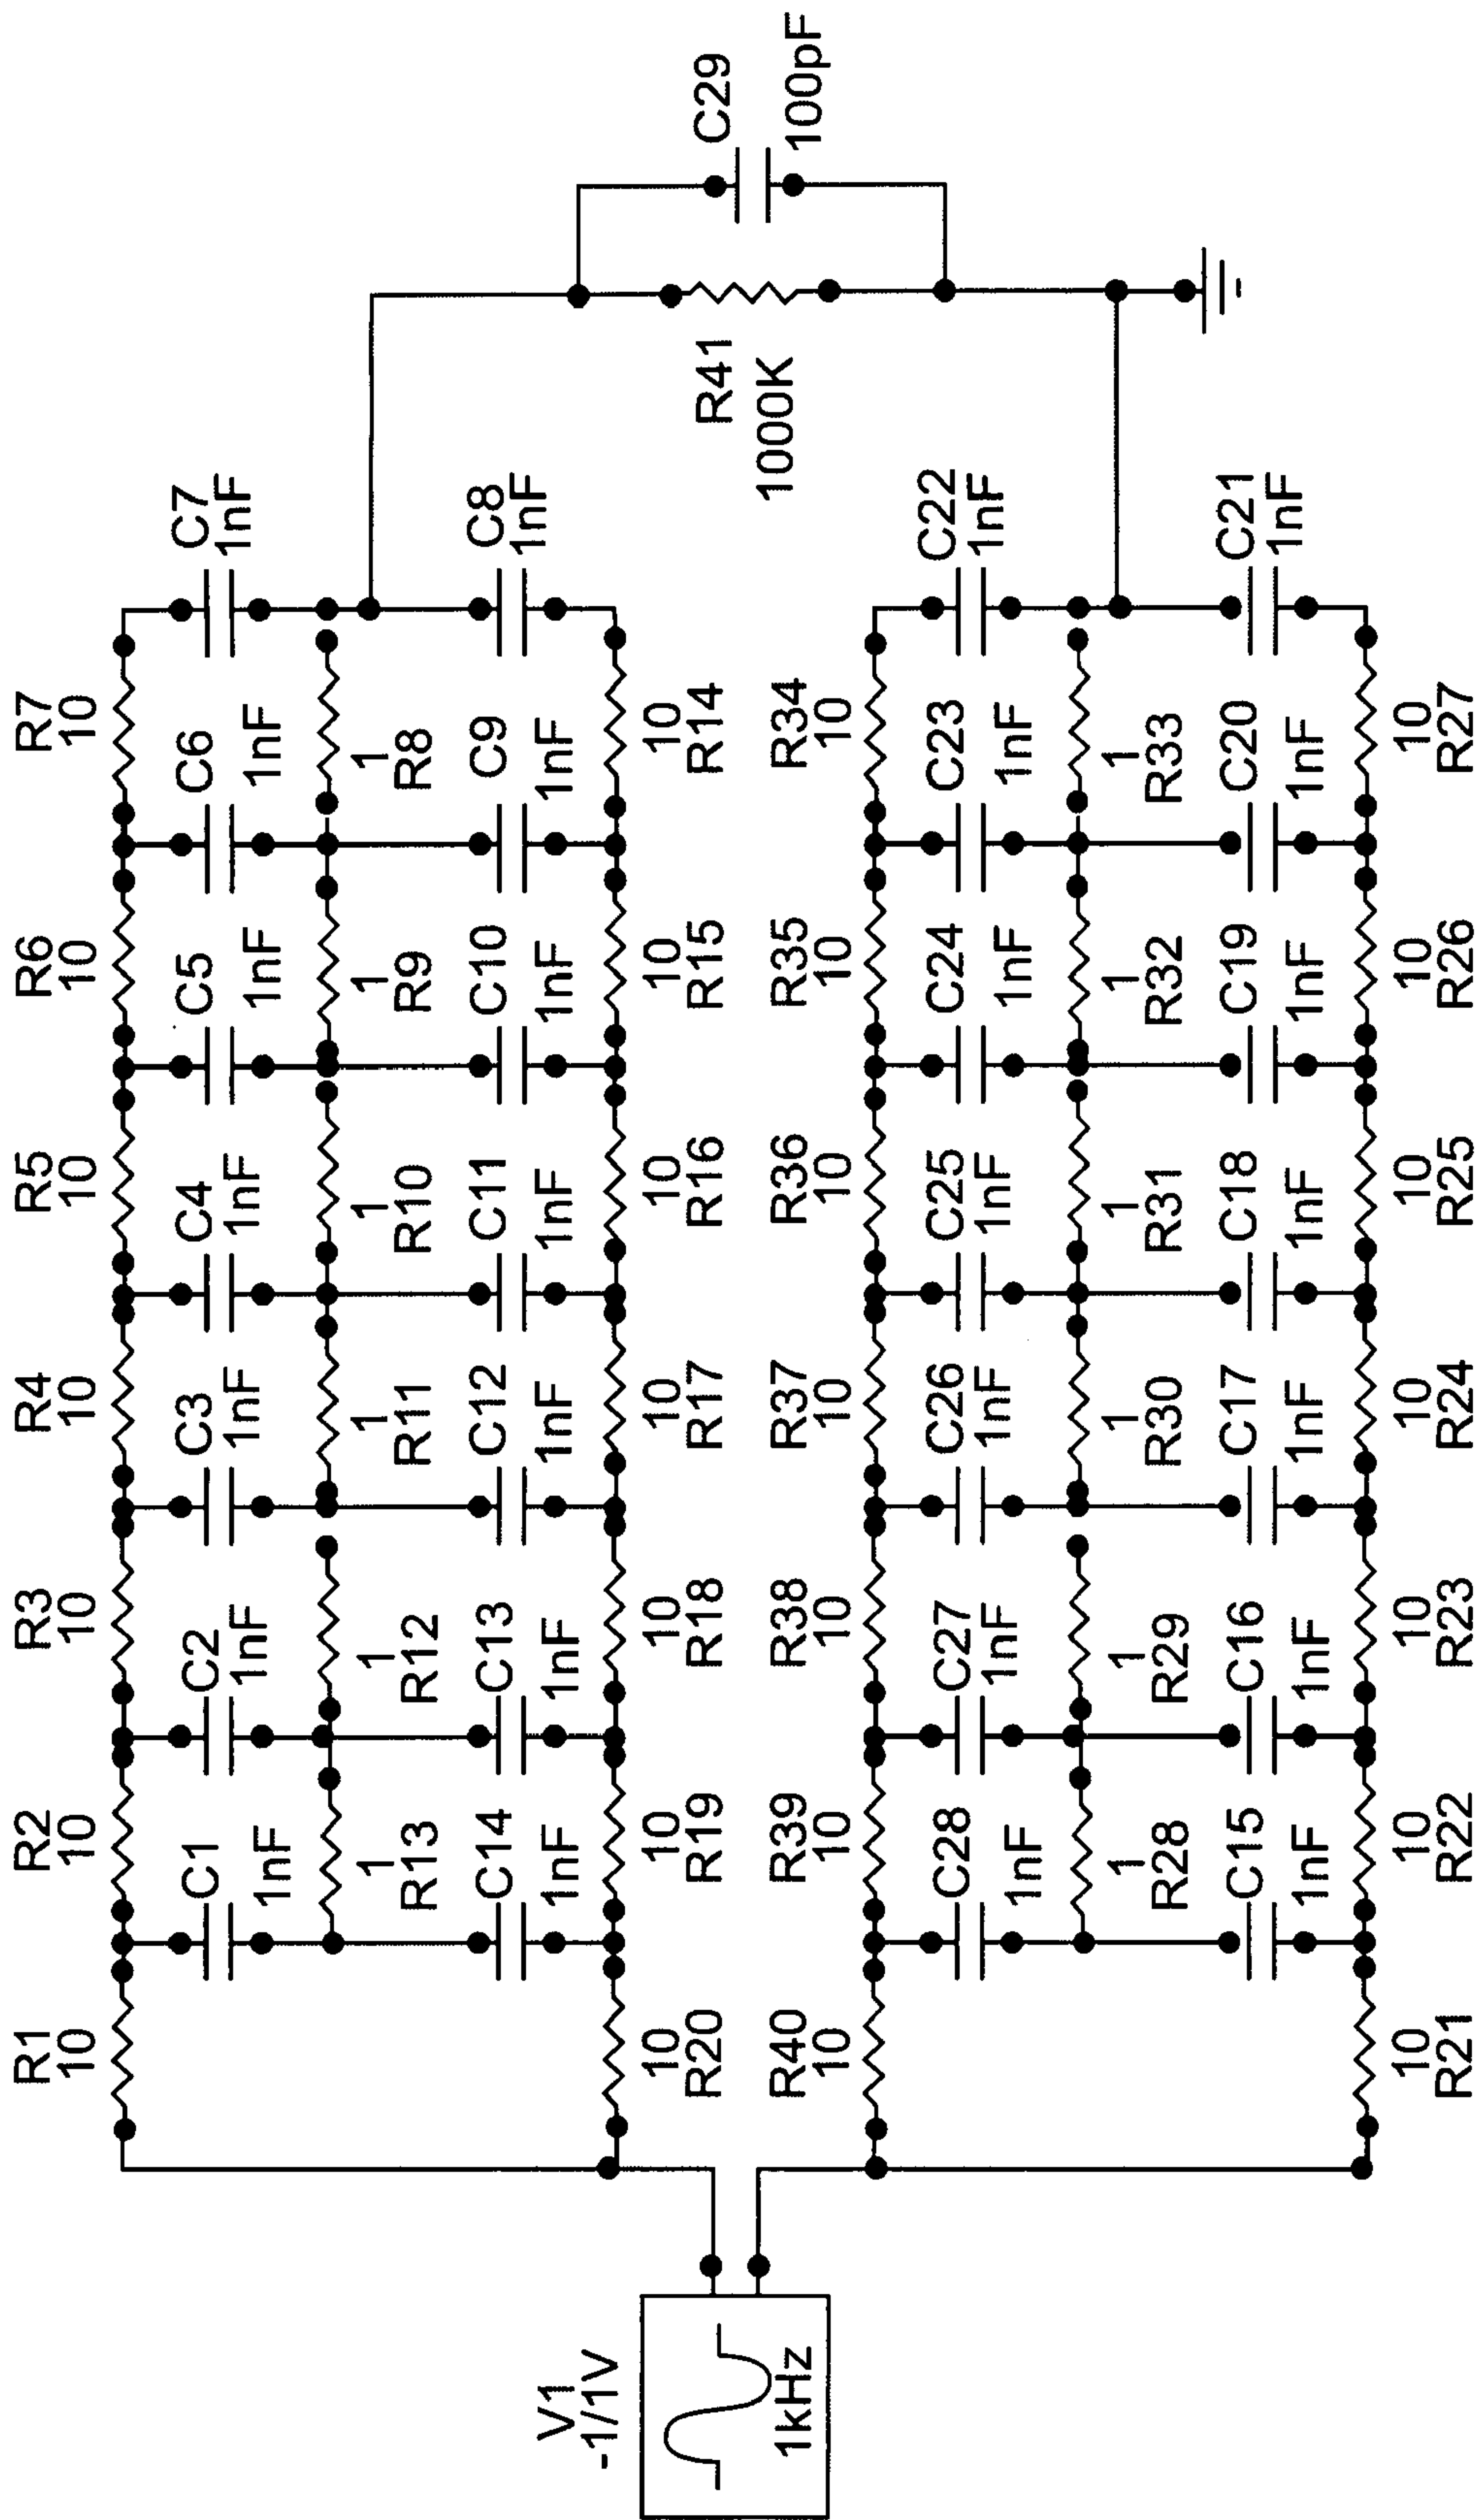 R1
10
R2
10
R3
10
R4
10
R5
10
R6
10
R7
10
C1
1nF
C2
1nF
C3
1nF
C4
1nF
C5
1nF
C6
1nF
C7
1nF
1
R13
1
R12
1
R11
1
R10
1
R9
1
R8
C14
1nF
C13
1nF
C12
1nF
C11
1nF
C10
1nF
C9
1nF
C8
1nF
10
R20
10
R19
10
R18
10
R17
10
R16
10
R15
10
R14
V1
-1/1V
1kHz
R41
1000K
C29
100pF
R40
10
R39
10
R38
10
R37
10
R36
10
R35
10
R34
10
C28
1nF
C27
1nF
C26
1nF
C25
1nF
C24
1nF
C23
1nF
C22
1nF
1
R28
1
R29
1
R30
1
R31
1
R32
1
R33
C15
1nF
C16
1nF
C17
1nF
C18
1nF
C19
1nF
C20
1nF
C21
1nF
10
R21
10
R22
10
R23
10
R24
10
R25
10
R26
10
R27